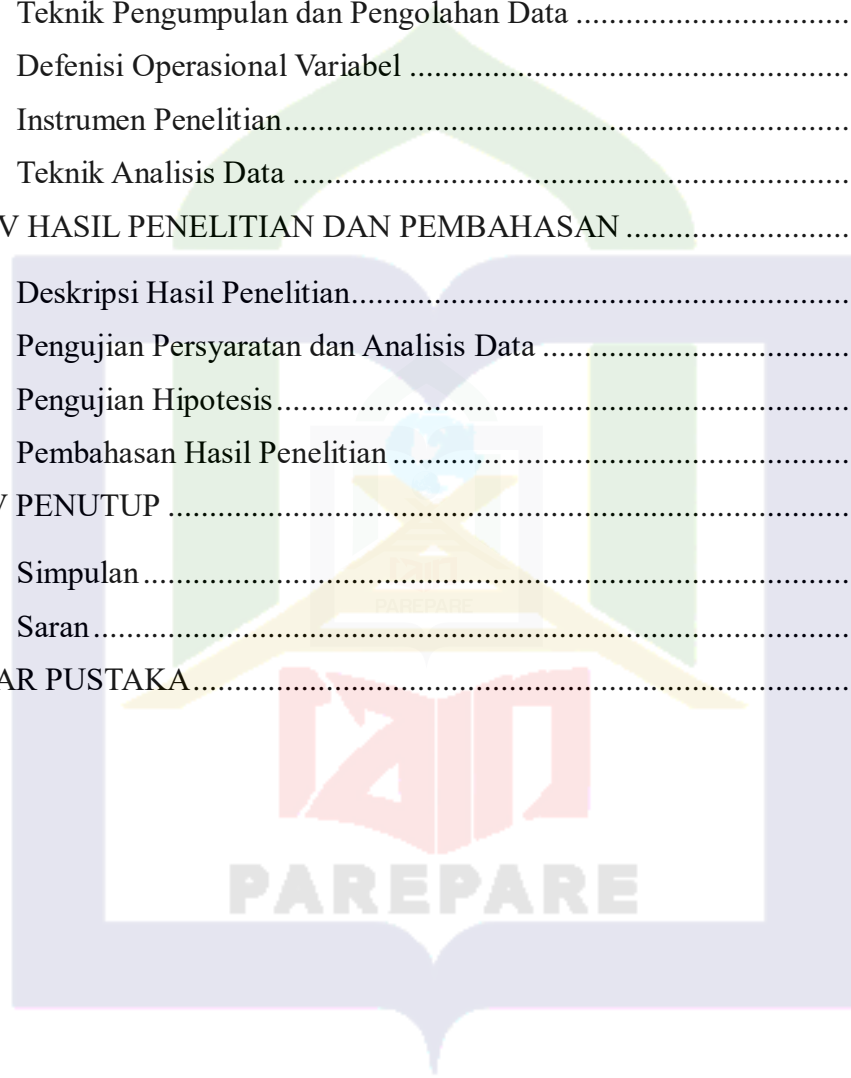 Teknik Pengumpulan dan Pengolahan Data ..................................
Defenisi Operasional Variabel ......................................................
Instrumen Penelitian.....................................................................
Teknik Analisis Data ....................................................................
V HASIL PENELITIAN DAN PEMBAHASAN ...........................
Deskripsi Hasil Penelitian.............................................................
Pengujian Persyaratan dan Analisis Data ......................................
Pengujian Hipotesis......................................................................
Pembahasan Hasil Penelitian ........................................................
V PENUTUP ..................................................................................
Simpulan......................................................................................
Saran............................................................................................
PAREPARE
AR PUSTAKA................................................................................
PAREPARE